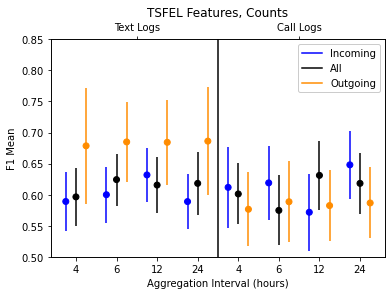 TSFEL Features, Counts
Text Logs
Call Logs
Incoming
All
Outgoing
F1 Mean
0.85
0.80
0.75
0.70
0.65
0.60
0.55
0.50
4 6 12 24 4 6 12 24
Aggregation Interval (hours)